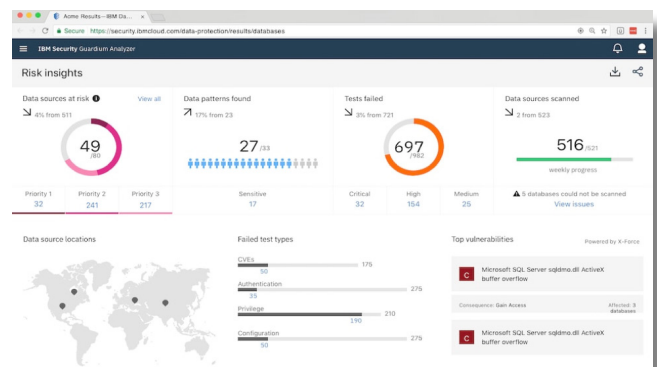 Acme Results – IBM Da... ×
Secure https://security.ibmcloud.com/data-protection/results/databases
IBM Security Guardium Analyzer
Risk insights
Data sources at risk View all
4% from 511
49
/80
Priority 1 Priority 2 Priority 3
32 241 217
Data patterns found
17% from 23
27/33
Sensitive
17
Tests failed
3% from 721
697
/982
Critical High Medium
32 154 25
Data sources scanned
2 from 523
516/521
weekly progress
5 databases could not be scanned
View issues
Data source locations
Failed test types
CVEs
175
50
Authentication
275
35
Privilege
210
190
Configuration
275
50
Top vulnerabilities Powered by X-Force
C Microsoft SQL Server sqldmo.dll ActiveX
buffer overflow
Consequence: Gain Access Affected: 3
databases
C Microsoft SQL Server sqldmo.dll ActiveX
buffer overflow